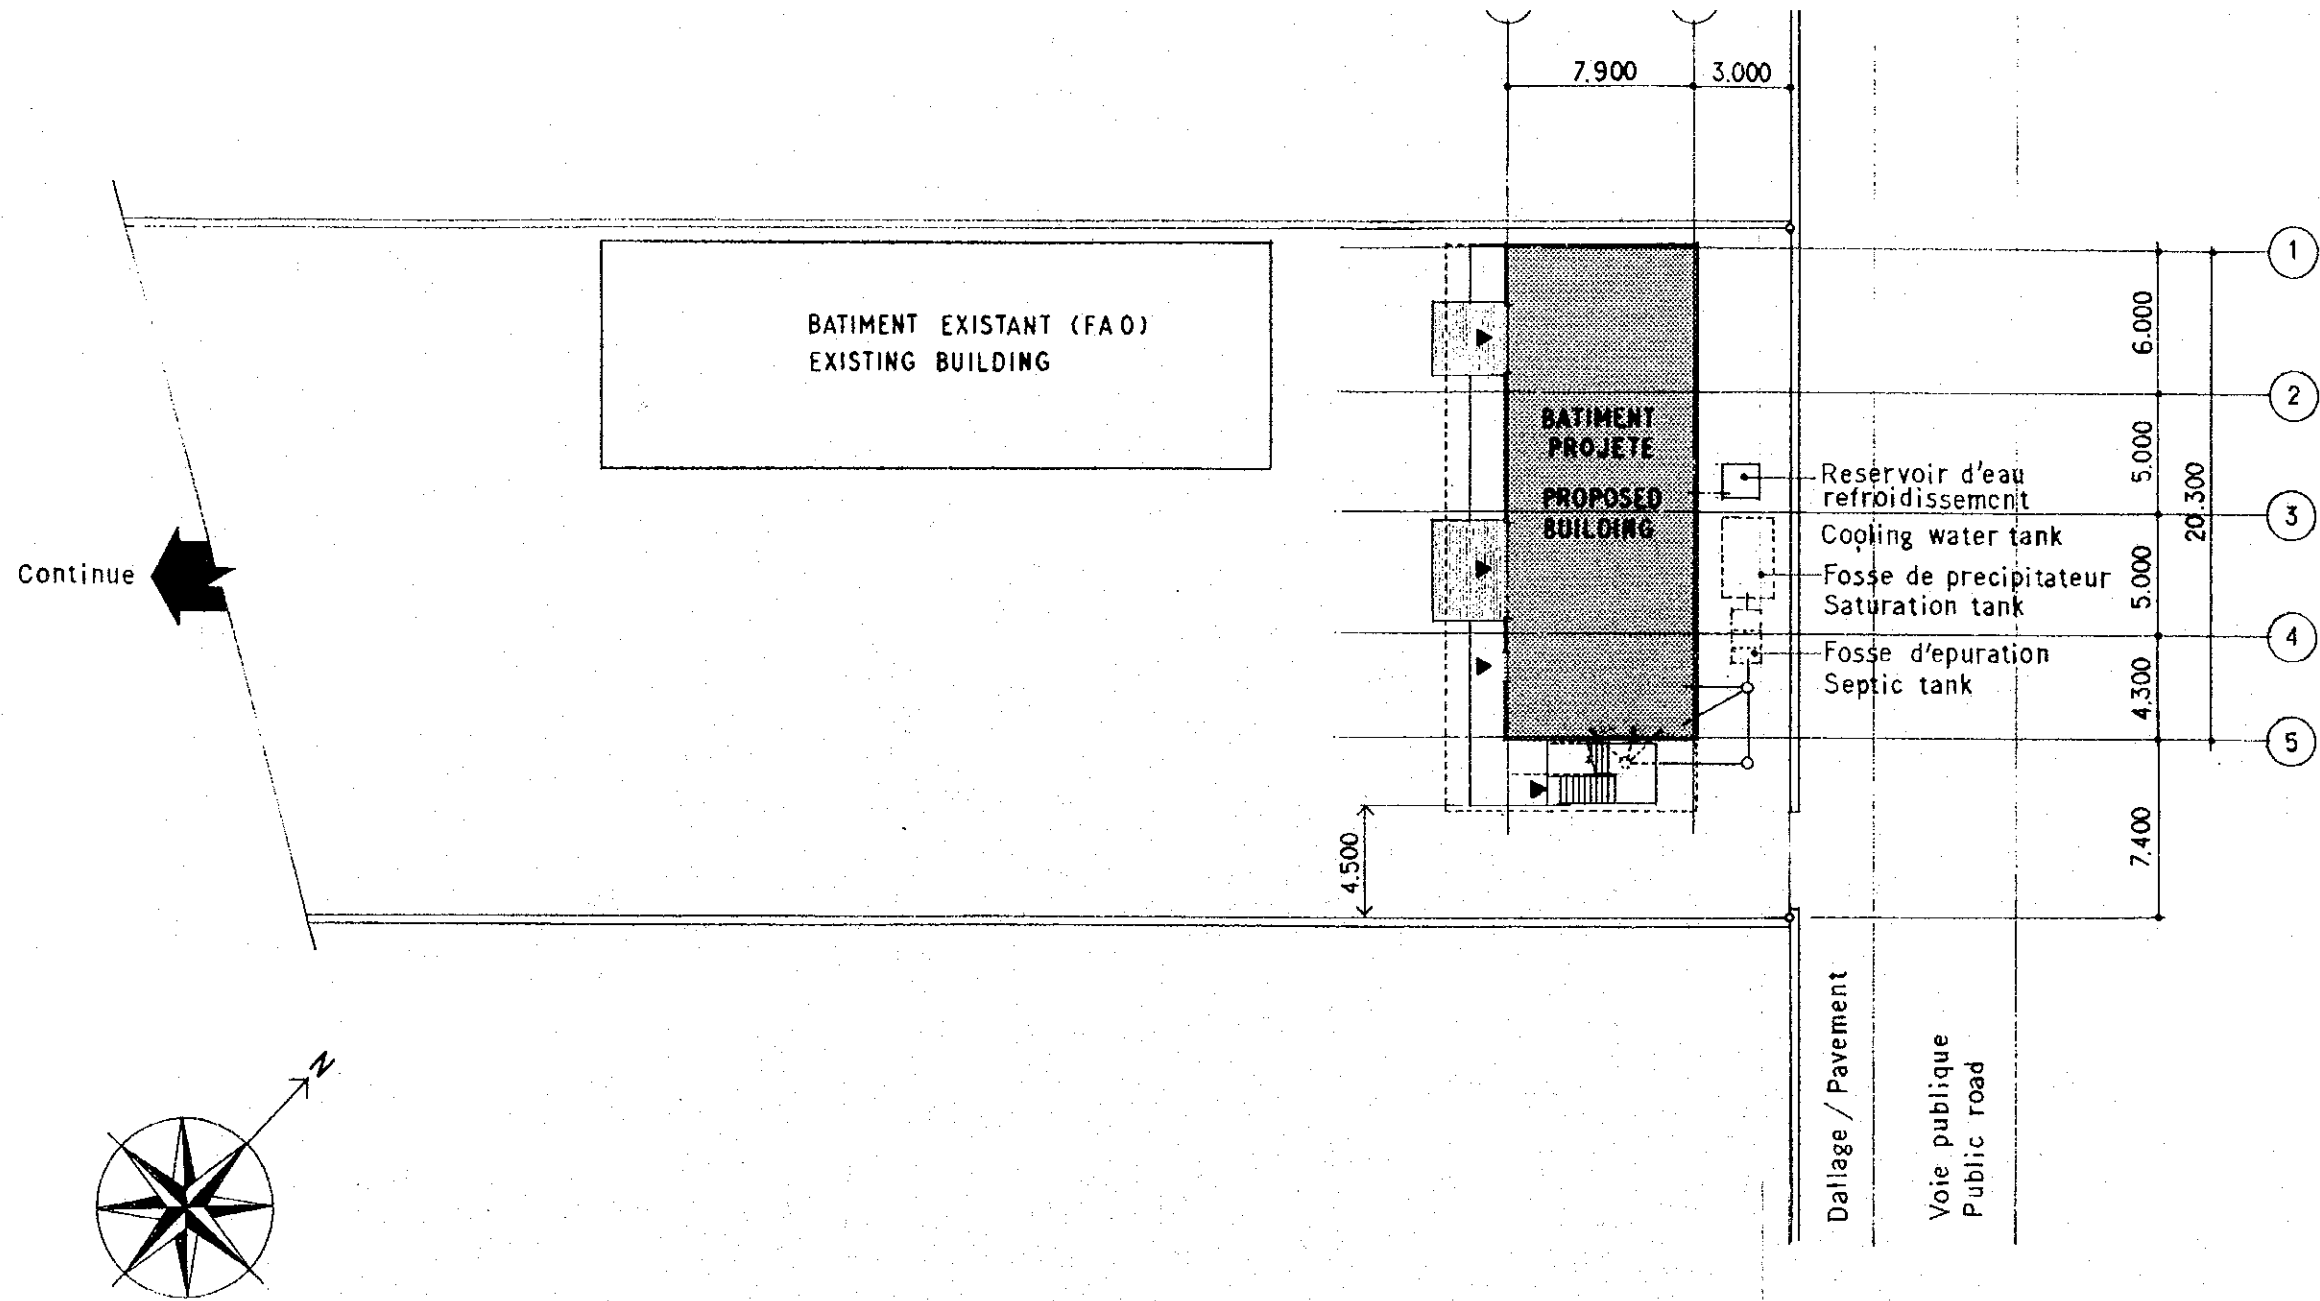 7.900
3.000
1
BATIMENT EXISTANT (FAO)
EXISTING BUILDING
6.000
2
BATIMENT
PROJETE
PROPOSED
BUILDING
5.000
20.300
Reservoir d'eau
refroidissement
3
Cooling water tank
Continue
Fosse de precipitateur
Saturation tank
5.000
4
Fosse d'epuration
Septic tank
4.300
5
4.500
7.400
N
Dallage / Pavement
Voie publique
Public road